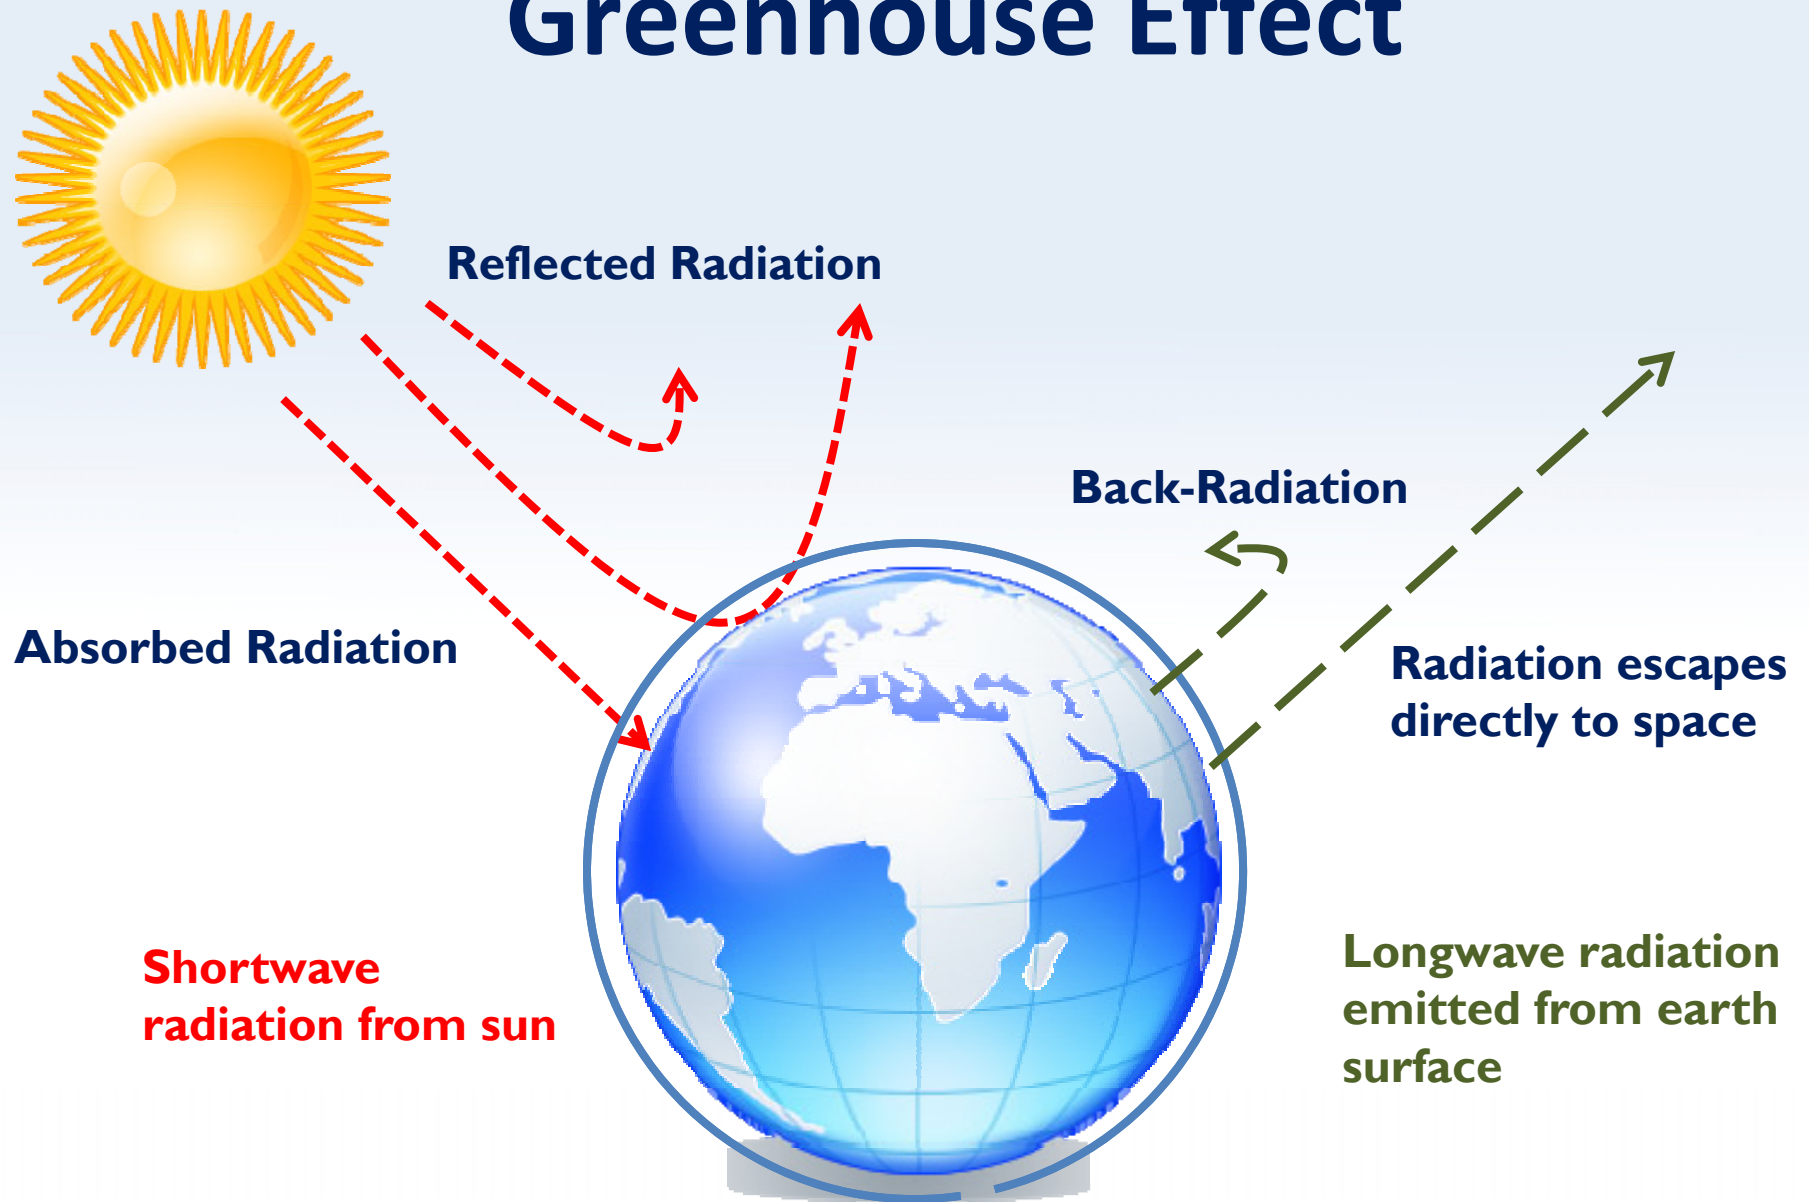 Greenhouse Effect
Reflected Radiation
Back-Radiation
Absorbed Radiation
Radiation escapes
directly to space
Shortwave
radiation from sun
Longwave radiation
emitted from earth
surface